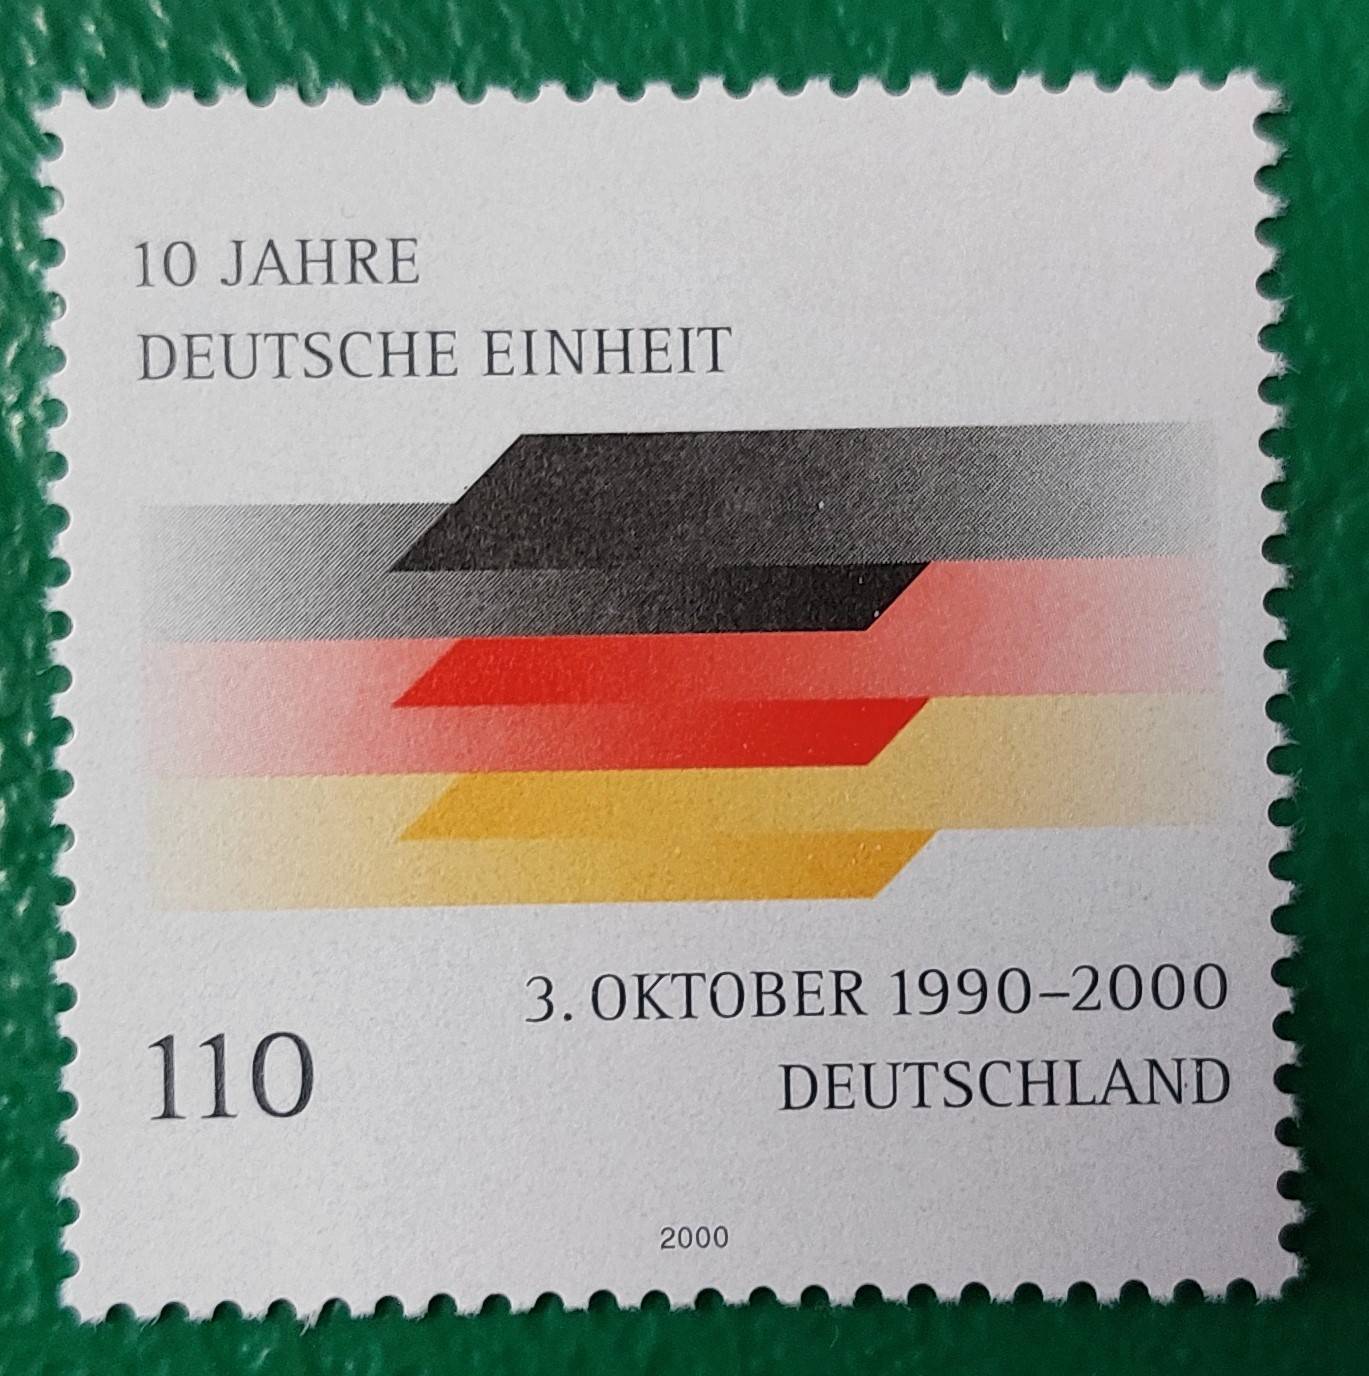 10 JAHRE
DEUTSCHE EINHEIT
3. OKTOBER 1990–2000
110
DEUTSCHLAND
2000